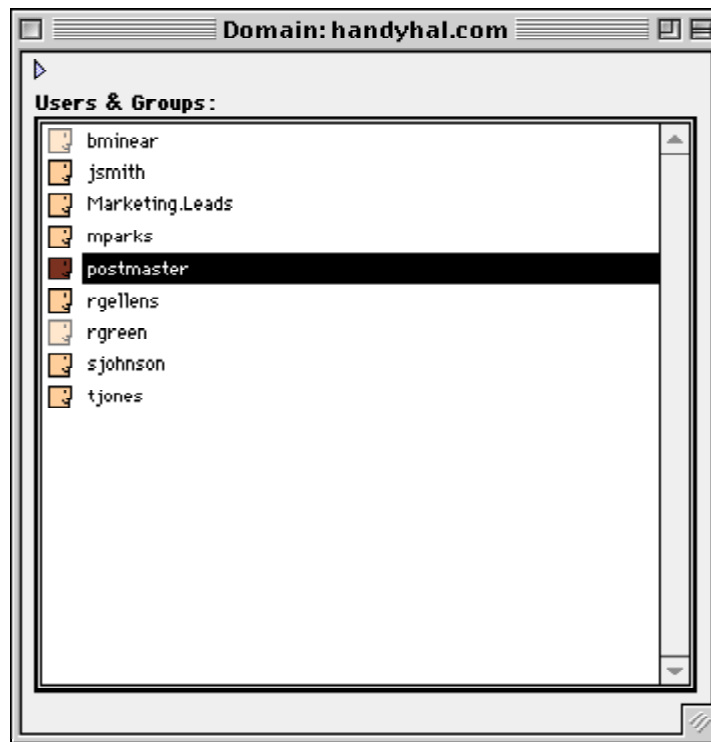 Domain: handyhal.com
Users & Groups:
bminear
jsmith
Marketing.Leads
mparks
postmaster
rgellens
rgreen
sjohnson
tjones